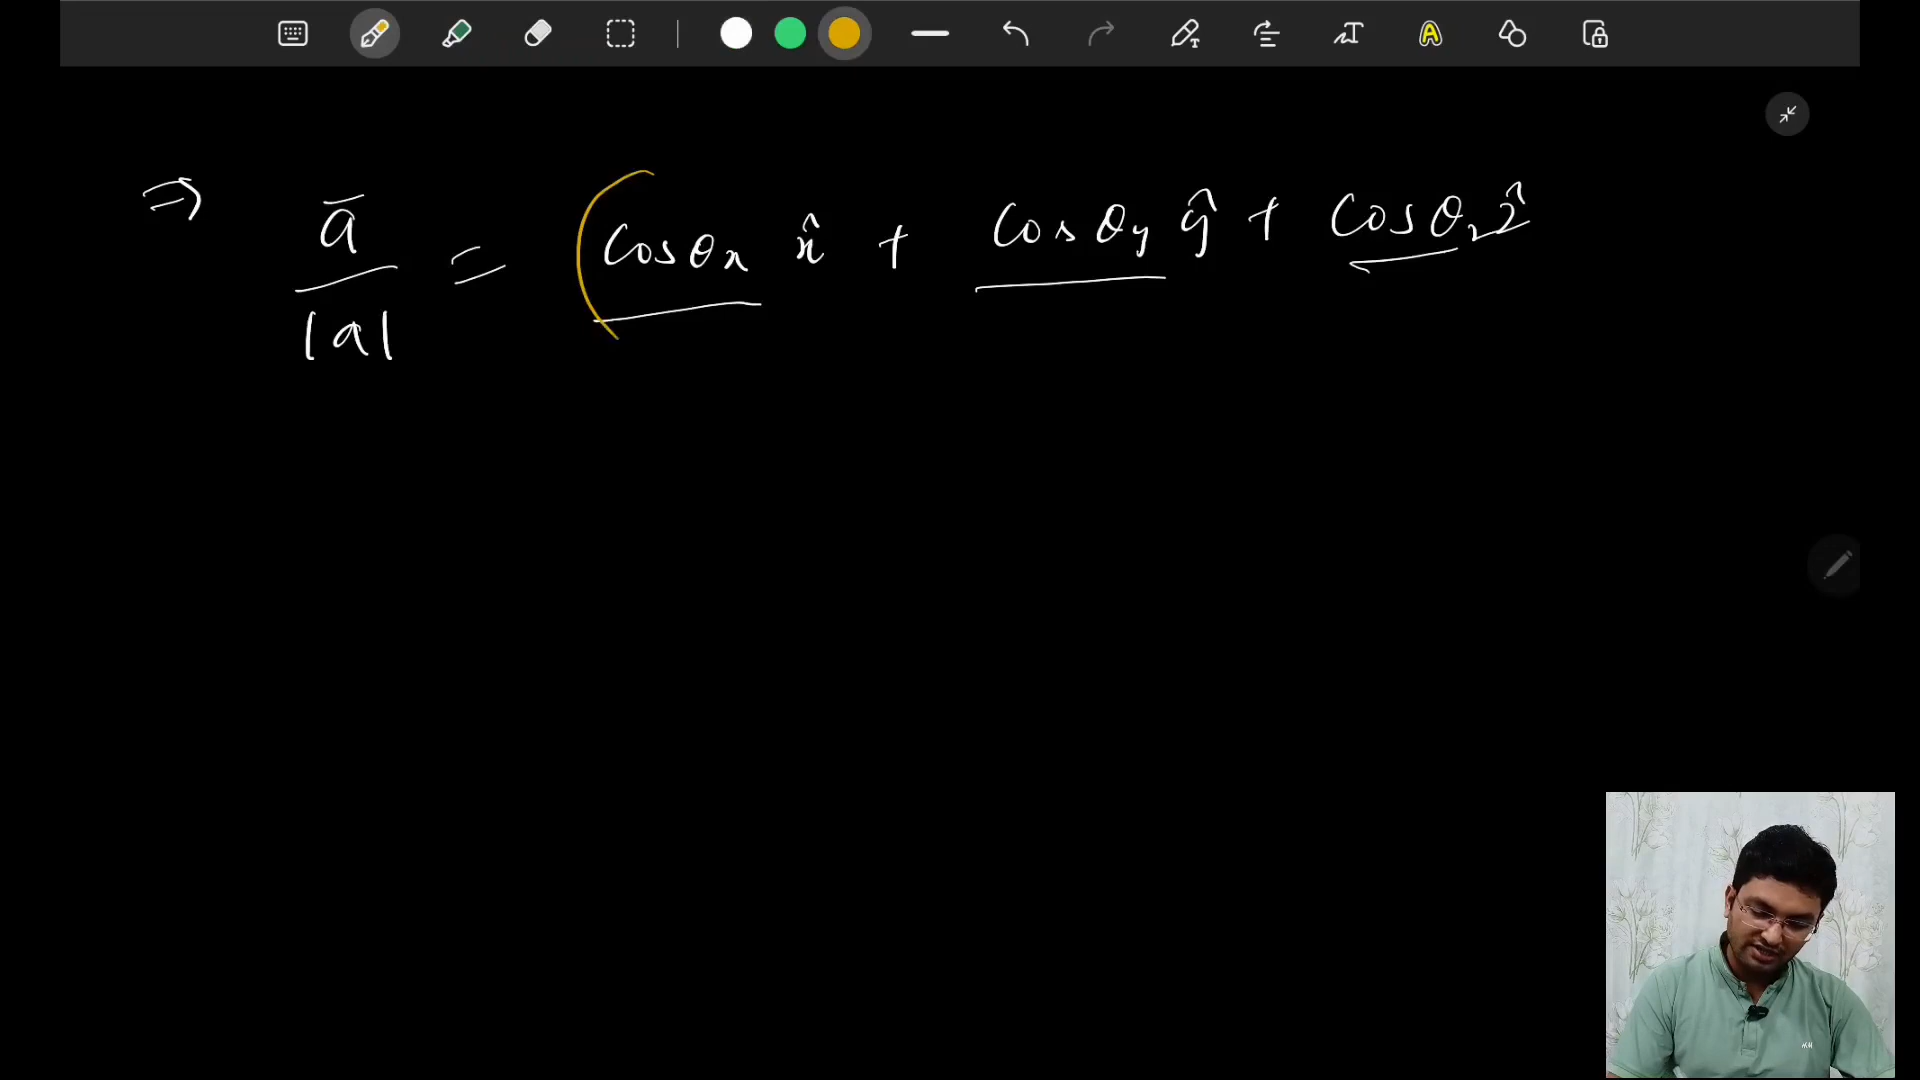 ⇒ a̅ / |a| = ( Cos θx x̂ + Cos θy ŷ + Cos θz ẑ